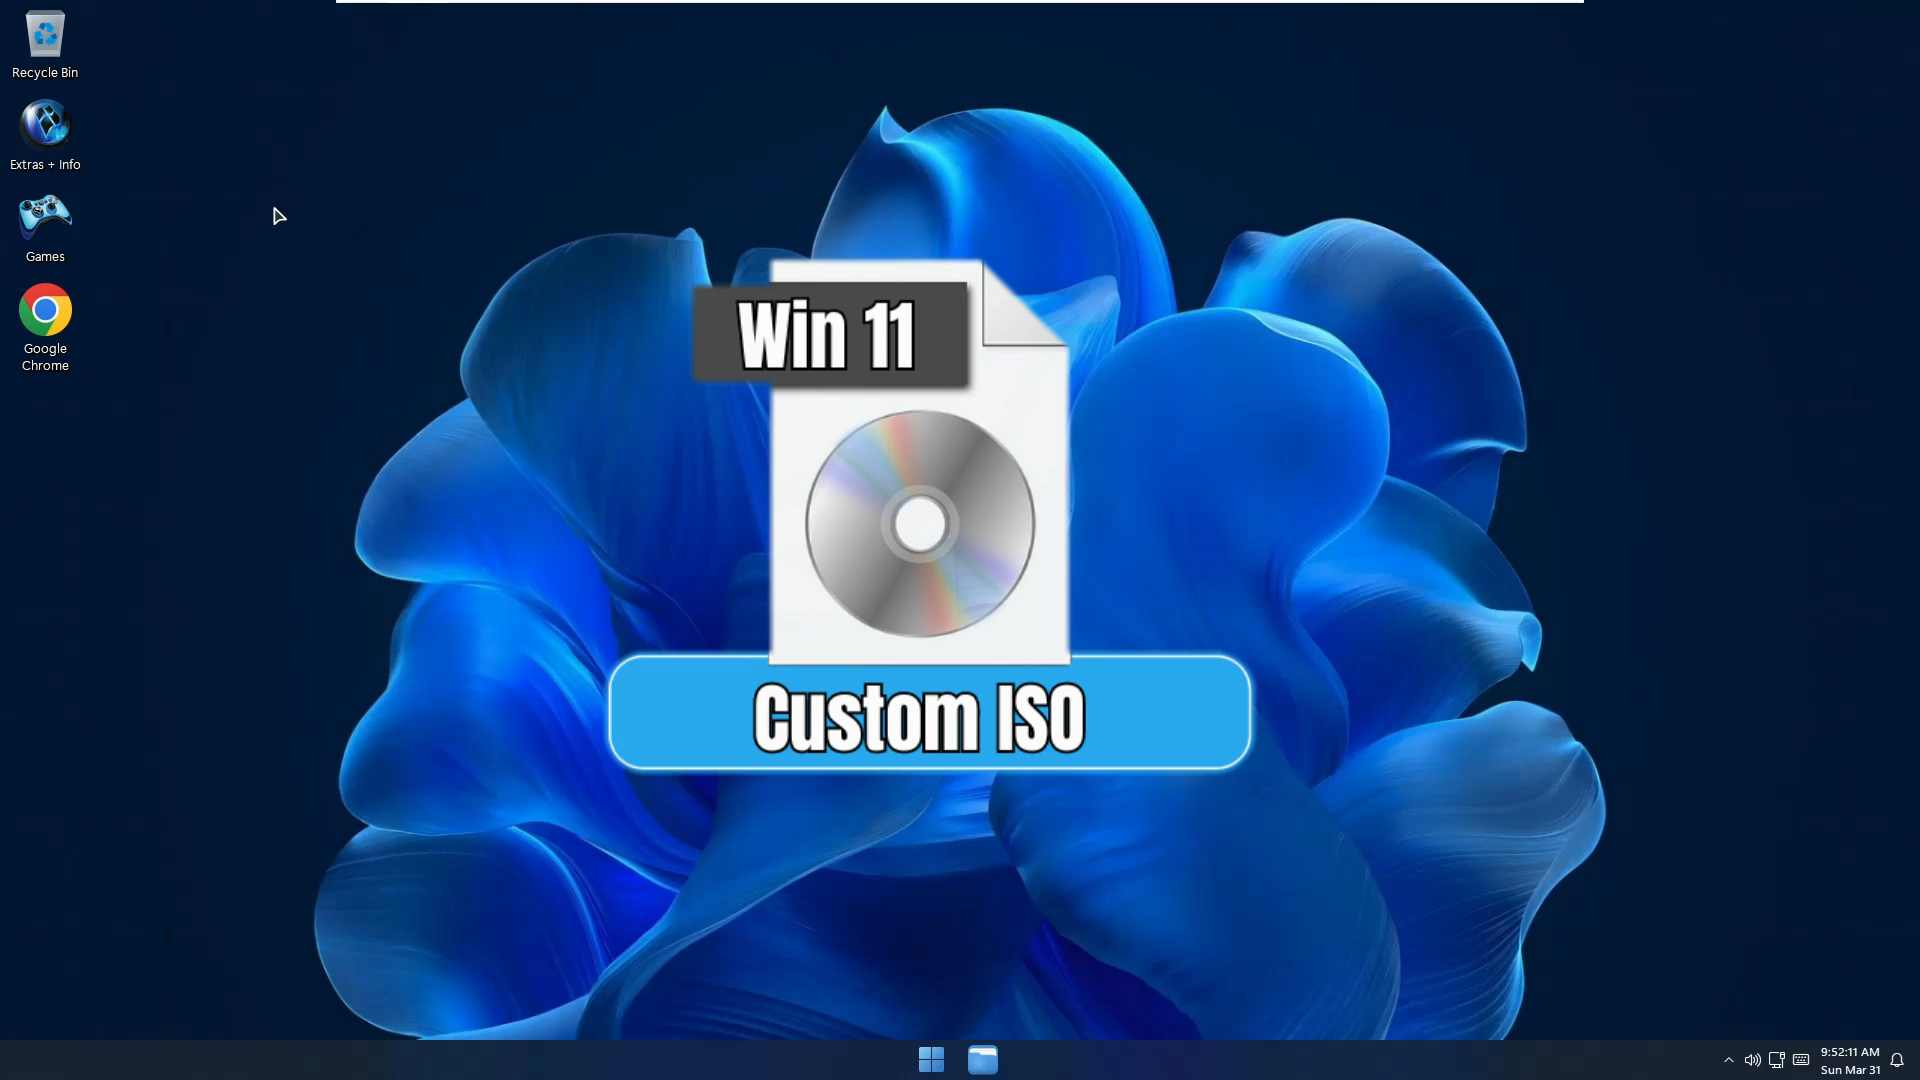 Recycle Bin
Extras + Info
Games
Google
Chrome
Win 11
Custom ISO
9:52:11 AM
Sun Mar 31